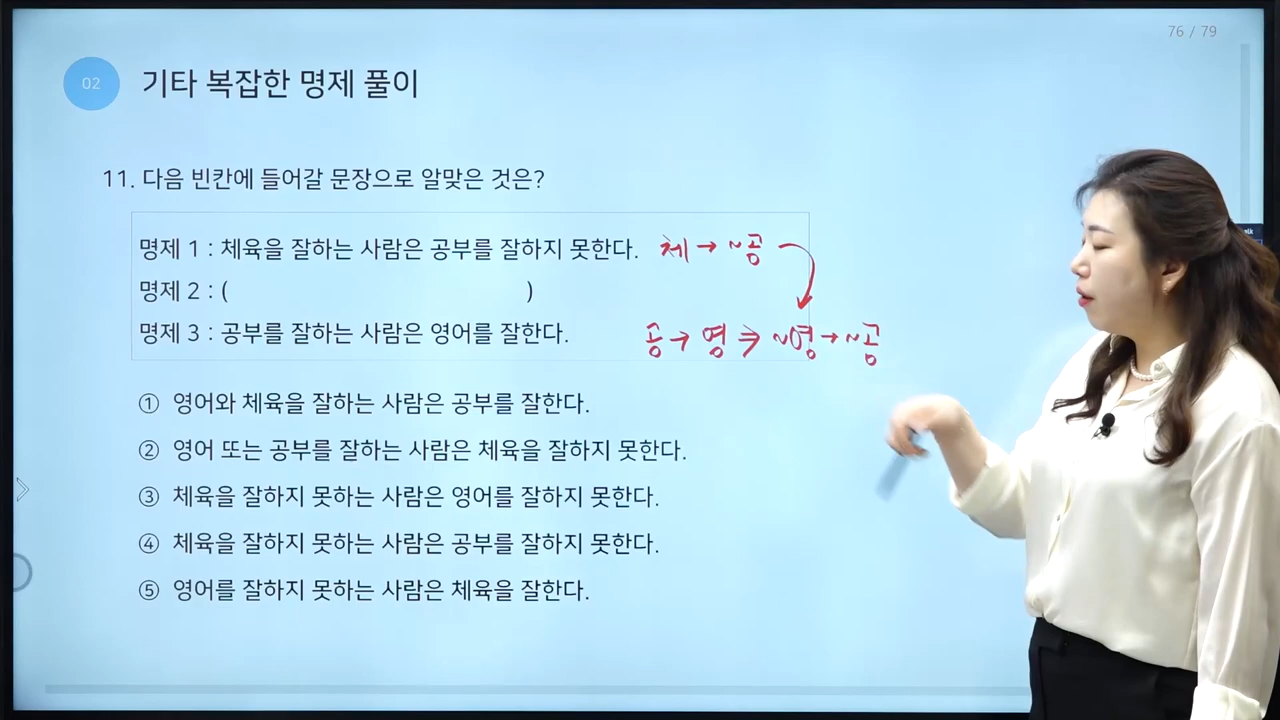 76 / 79
02 기타 복잡한 명제 풀이
11. 다음 빈칸에 들어갈 문장으로 알맞은 것은?
명제 1 : 체육을 잘하는 사람은 공부를 잘하지 못한다. 체→~공
명제 2 : ( )
명제 3 : 공부를 잘하는 사람은 영어를 잘한다. 공→영⇒~영→~공
① 영어와 체육을 잘하는 사람은 공부를 잘한다.
② 영어 또는 공부를 잘하는 사람은 체육을 잘하지 못한다.
③ 체육을 잘하지 못하는 사람은 영어를 잘하지 못한다.
④ 체육을 잘하지 못하는 사람은 공부를 잘하지 못한다.
⑤ 영어를 잘하지 못하는 사람은 체육을 잘한다.